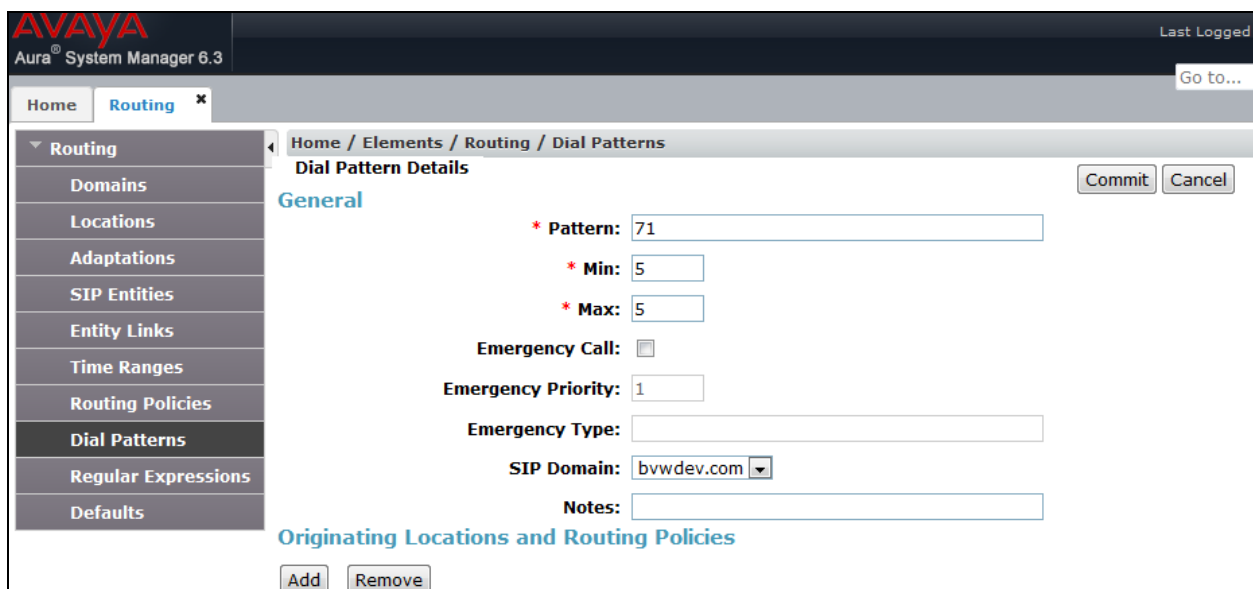 AVAYA
Aura® System Manager 6.3
Last Logged
Go to...
Home
Routing ×
Routing
Domains
Locations
Adaptations
SIP Entities
Entity Links
Time Ranges
Routing Policies
Dial Patterns
Regular Expressions
Defaults
Home / Elements / Routing / Dial Patterns
Dial Pattern Details
Commit Cancel
General
* Pattern: 71
* Min: 5
* Max: 5
Emergency Call:
Emergency Priority: 1
Emergency Type:
SIP Domain: bvwdev.com
Notes:
Originating Locations and Routing Policies
Add Remove